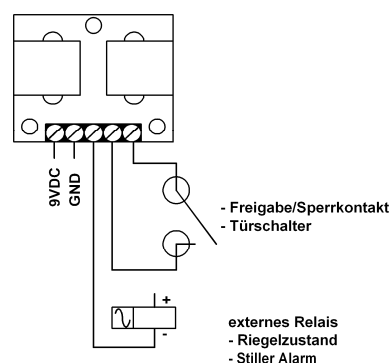 9VDC
GND
- Freigabe/Sperrkontakt
- Türschalter
+
-
externes Relais
- Riegelzustand
- Stiller Alarm